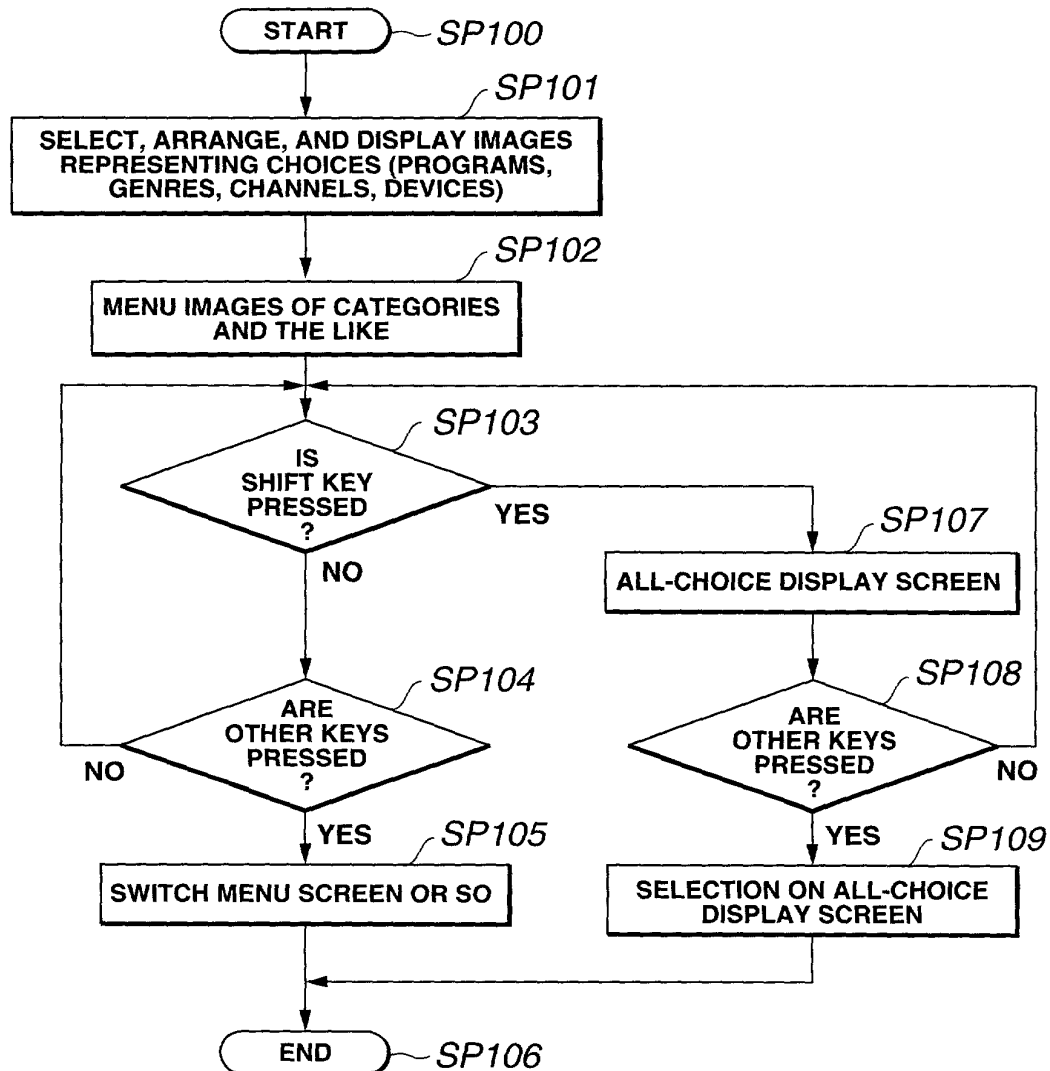 START
SP100
SP101
SELECT, ARRANGE, AND DISPLAY IMAGES
REPRESENTING CHOICES (PROGRAMS,
GENRES, CHANNELS, DEVICES)
SP102
MENU IMAGES OF CATEGORIES
AND THE LIKE
SP103
IS
SHIFT KEY
PRESSED
?
YES
NO
SP107
ALL-CHOICE DISPLAY SCREEN
SP104
ARE
OTHER KEYS
PRESSED
?
NO
YES
SP108
ARE
OTHER KEYS
PRESSED
?
NO
YES
SP105
SWITCH MENU SCREEN OR SO
SP109
SELECTION ON ALL-CHOICE
DISPLAY SCREEN
END
SP106